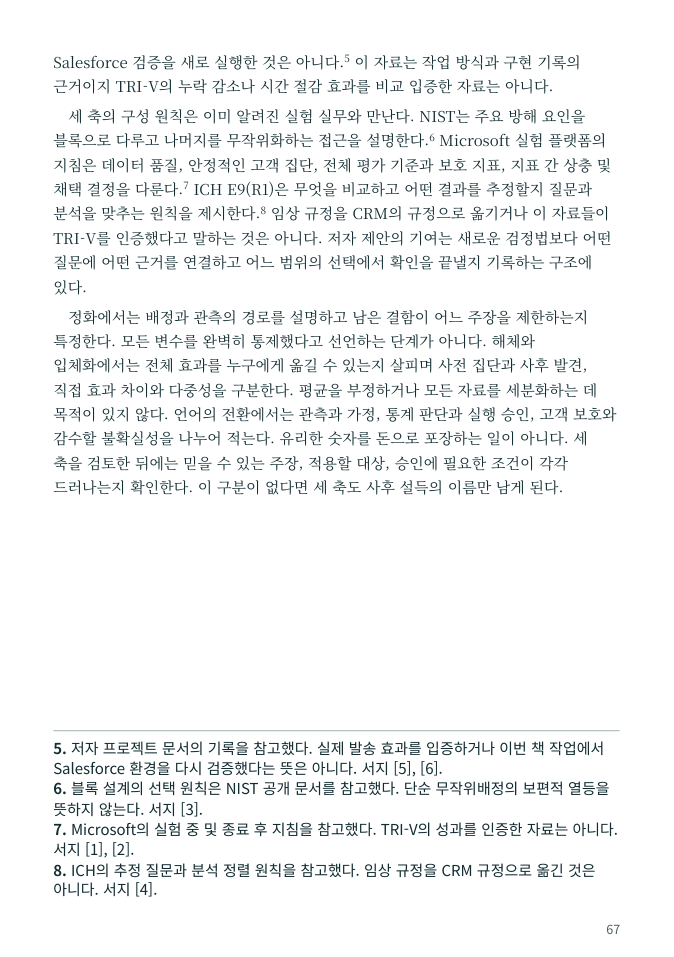 Salesforce 검증을 새로 실행한 것은 아니다.5 이 자료는 작업 방식과 구현 기록의
근거이지 TRI-V의 누락 감소나 시간 절감 효과를 비교 입증한 자료는 아니다.
세 축의 구성 원칙은 이미 알려진 실험 실무와 만난다. NIST는 주요 방해 요인을
블록으로 다루고 나머지를 무작위화하는 접근을 설명한다.6 Microsoft 실험 플랫폼의
지침은 데이터 품질, 안정적인 고객 집단, 전체 평가 기준과 보호 지표, 지표 간 상충 및
채택 결정을 다룬다.7 ICH E9(R1)은 무엇을 비교하고 어떤 결과를 추정할지 질문과
분석을 맞추는 원칙을 제시한다.8 임상 규정을 CRM의 규정으로 옮기거나 이 자료들이
TRI-V를 인증했다고 말하는 것은 아니다. 저자 제안의 기여는 새로운 검정법보다 어떤
질문에 어떤 근거를 연결하고 어느 범위의 선택에서 확인을 끝낼지 기록하는 구조에
있다.
정화에서는 배정과 관측의 경로를 설명하고 남은 결함이 어느 주장을 제한하는지
특정한다. 모든 변수를 완벽히 통제했다고 선언하는 단계가 아니다. 해체와
입체화에서는 전체 효과를 누구에게 옮길 수 있는지 살피며 사전 집단과 사후 발견,
직접 효과 차이와 다중성을 구분한다. 평균을 부정하거나 모든 자료를 세분화하는 데
목적이 있지 않다. 언어의 전환에서는 관측과 가정, 통계 판단과 실행 승인, 고객 보호와
감수할 불확실성을 나누어 적는다. 유리한 숫자를 돈으로 포장하는 일이 아니다. 세
축을 검토한 뒤에는 믿을 수 있는 주장, 적용할 대상, 승인에 필요한 조건이 각각
드러나는지 확인한다. 이 구분이 없다면 세 축도 사후 설득의 이름만 남게 된다.
5. 저자 프로젝트 문서의 기록을 참고했다. 실제 발송 효과를 입증하거나 이번 책 작업에서
Salesforce 환경을 다시 검증했다는 뜻은 아니다. 서지 [5], [6].
6. 블록 설계의 선택 원칙은 NIST 공개 문서를 참고했다. 단순 무작위배정의 보편적 열등을
뜻하지 않는다. 서지 [3].
7. Microsoft의 실험 중 및 종료 후 지침을 참고했다. TRI-V의 성과를 인증한 자료는 아니다.
서지 [1], [2].
8. ICH의 추정 질문과 분석 정렬 원칙을 참고했다. 임상 규정을 CRM 규정으로 옮긴 것은
아니다. 서지 [4].
67